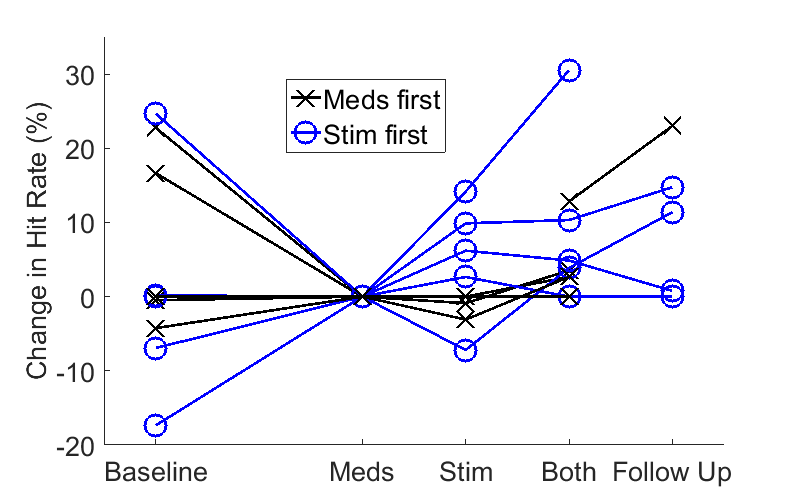 Change in Hit Rate (%)
30
20
10
0
-10
-20
Meds first
Stim first
Baseline Meds Stim Both Follow Up